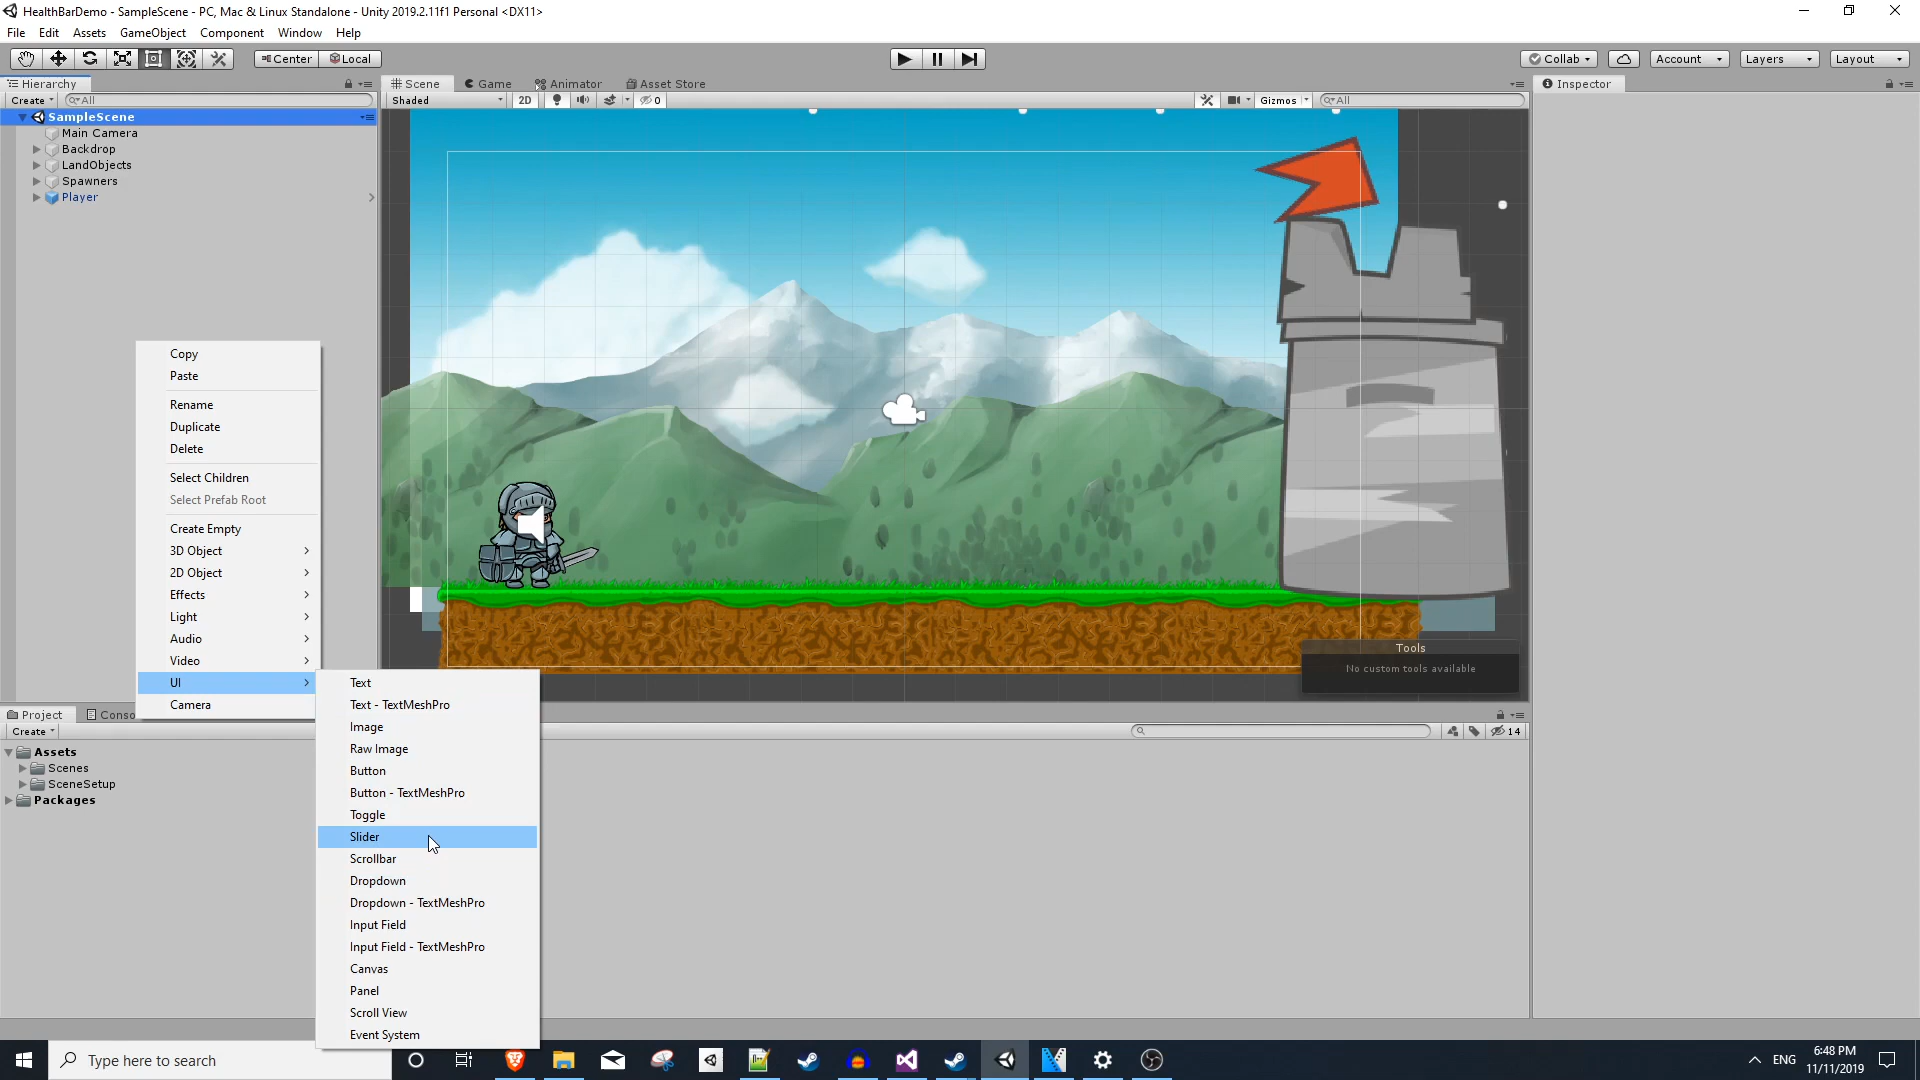 HealthBarDemo - SampleScene - PC, Mac & Linux Standalone - Unity 2019.2.11f1 Personal <DX11>
File Edit Assets GameObject Component Window Help
Center Local Collab Account Layers Layout
Hierarchy
Scene Game Animator Asset Store
Inspector
Create All
Shaded 2D 0 Gizmos All
SampleScene
Main Camera
Backdrop
LandObjects
Spawners
Player
Copy
Paste
Rename
Duplicate
Delete
Select Children
Select Prefab Root
Create Empty
3D Object
2D Object
Effects
Light
Audio
Video
UI
Camera
Text
Text - TextMeshPro
Image
Raw Image
Button
Button - TextMeshPro
Toggle
Slider
Scrollbar
Dropdown
Dropdown - TextMeshPro
Input Field
Input Field - TextMeshPro
Canvas
Panel
Scroll View
Event System
Tools
No custom tools available
Project Conso
Create
14
Assets
Scenes
SceneSetup
Packages
Type here to search
ENG
6:48 PM
11/11/2019